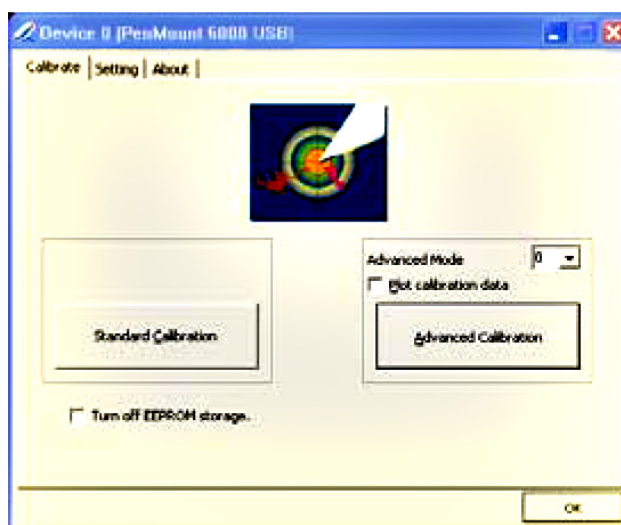 Device 0 (PenMount 6000 USB)
Calibrate Setting About
Advanced Mode 0
Plot calibration data
Standard Calibration Advanced Calibration
Turn off EEPROM storage.
OK